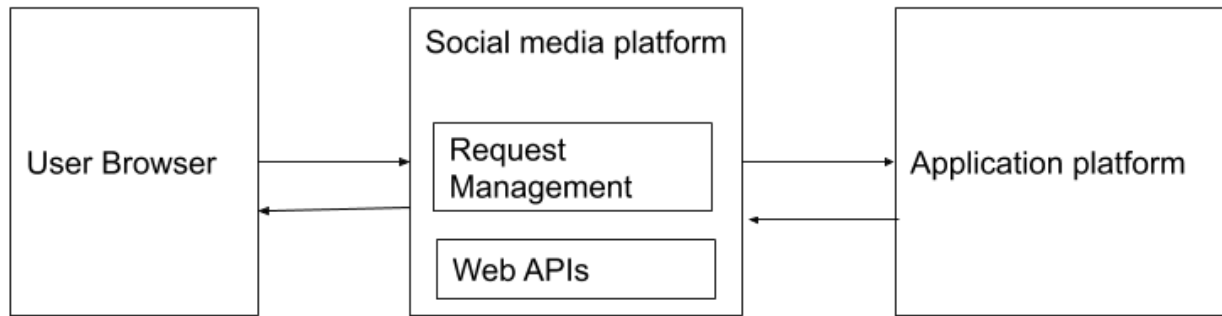 Social media platform
User Browser
Request
Management
Web APIs
Application platform